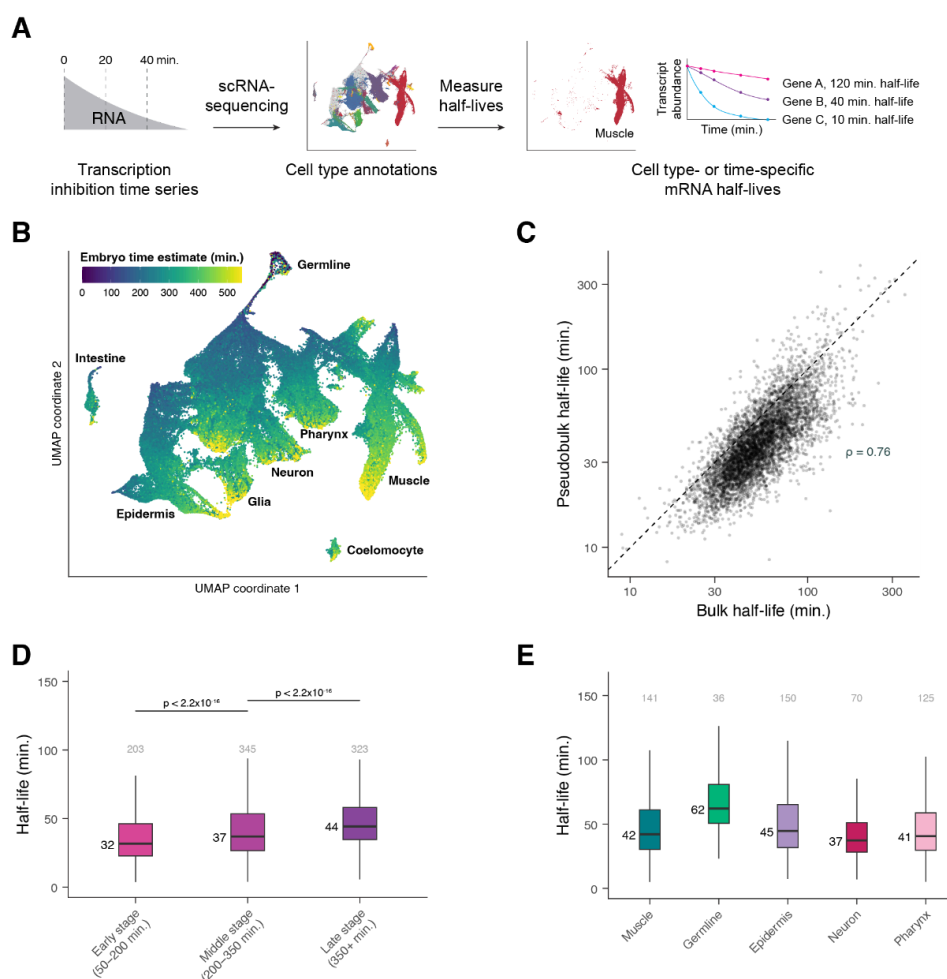 A
0
20
40 min.
RNA
Transcription
inhibition time series
scRNA-
sequencing
Cell type annotations
Measure
half-lives
Muscle
Transcript
abundance
Time (min.)
Gene A, 120 min. half-life
Gene B, 40 min. half-life
Gene C, 10 min. half-life
Cell type- or time-specific
mRNA half-lives
B
Embryo time estimate (min.)
0 100 200 300 400 500
Germline
Intestine
Pharynx
Neuron
Muscle
Glia
Epidermis
Coelomocyte
UMAP coordinate 2
UMAP coordinate 1
C
Pseudobulk half-life (min.)
300
100
30
10
ρ = 0.76
10 30 100 300
Bulk half-life (min.)
D
Half-life (min.)
150
100
50
0
p < 2.2x10⁻¹⁶
p < 2.2x10⁻¹⁶
203
345
323
32
37
44
Early stage
(50–200 min.)
Middle stage
(200–350 min.)
Late stage
(350+ min.)
E
Half-life (min.)
150
100
50
0
141
36
150
70
125
42
62
45
37
41
Muscle
Germline
Epidermis
Neuron
Pharynx